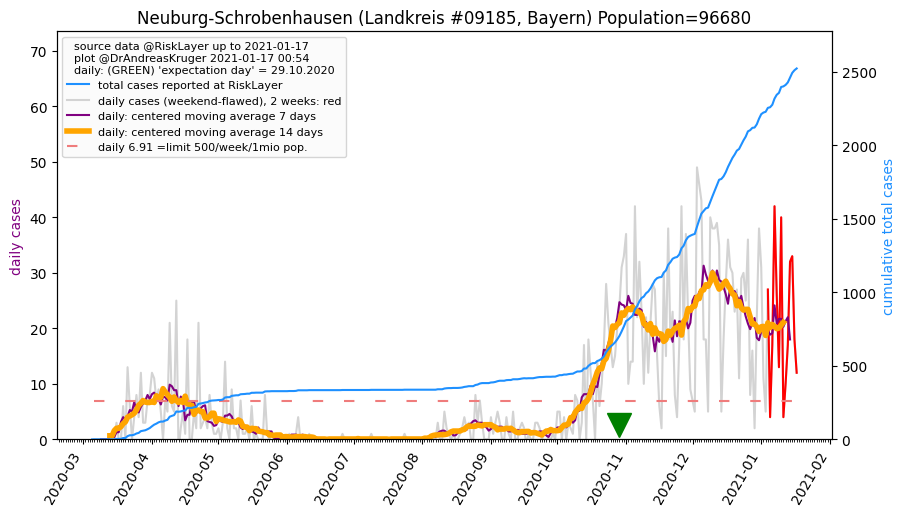 Neuburg-Schrobenhausen (Landkreis #09185, Bayern) Population=96680
source data @RiskLayer up to 2021-01-17
plot @DrAndreasKruger 2021-01-17 00:54
daily: (GREEN) 'expectation day' = 29.10.2020
total cases reported at RiskLayer
daily cases (weekend-flawed), 2 weeks: red
daily: centered moving average 7 days
daily: centered moving average 14 days
daily 6.91 =limit 500/week/1mio pop.
daily cases
70
60
50
40
30
20
10
0
cumulative total cases
2500
2000
1500
1000
500
0
2020-03
2020-04
2020-05
2020-06
2020-07
2020-08
2020-09
2020-10
2020-11
2020-12
2021-01
2021-02